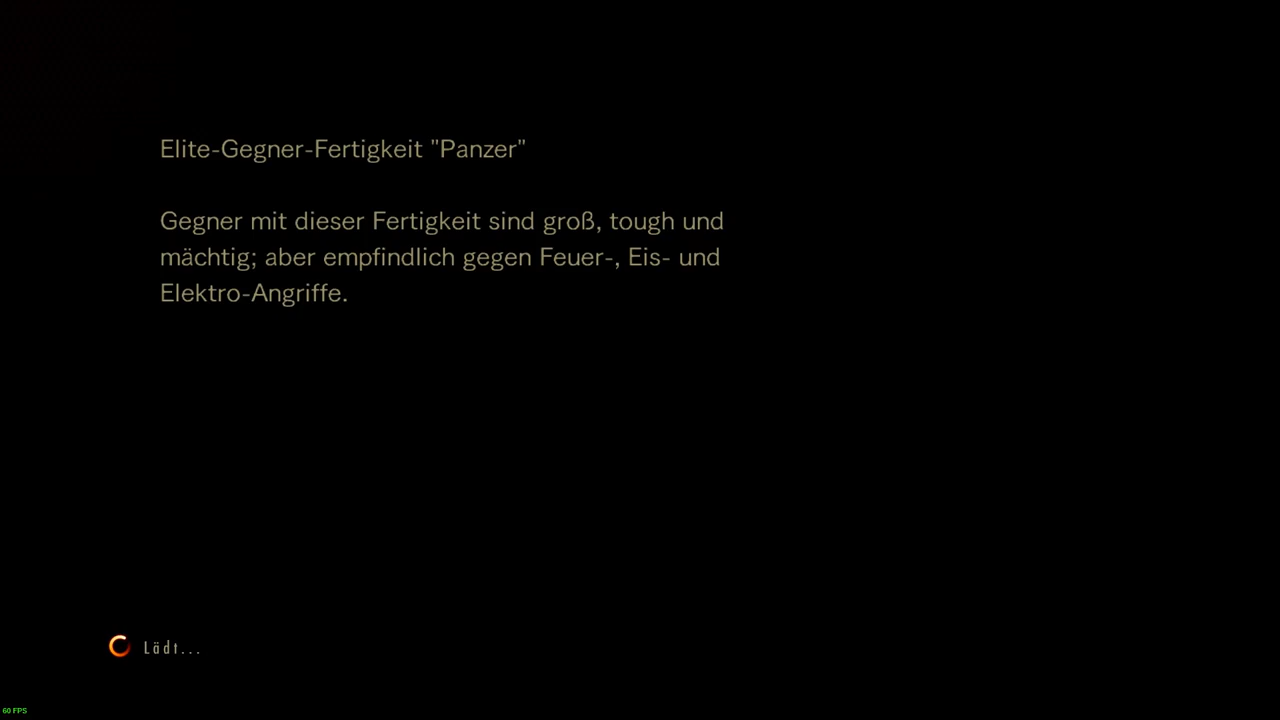 Elite-Gegner-Fertigkeit "Panzer"
Gegner mit dieser Fertigkeit sind groß, tough und
mächtig; aber empfindlich gegen Feuer-, Eis- und
Elektro-Angriffe.
Lädt...
60 FPS